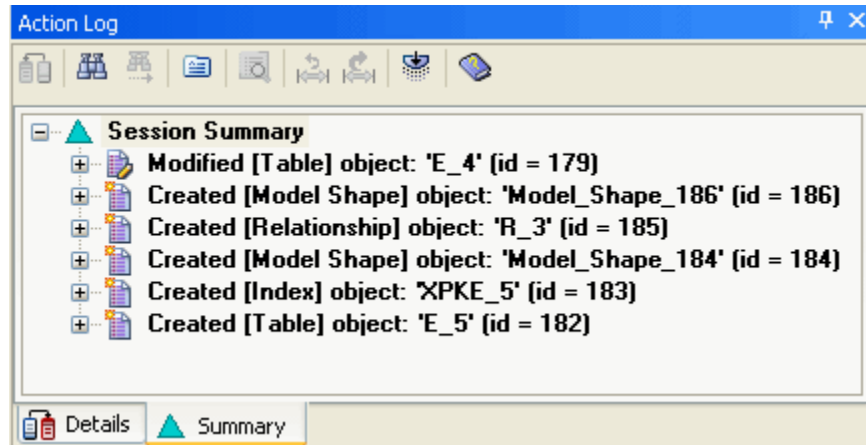 Action Log
Session Summary
Modified [Table] object: 'E_4' (id = 179)
Created [Model Shape] object: 'Model_Shape_186' (id = 186)
Created [Relationship] object: 'R_3' (id = 185)
Created [Model Shape] object: 'Model_Shape_184' (id = 184)
Created [Index] object: 'XPKE_5' (id = 183)
Created [Table] object: 'E_5' (id = 182)
Details Summary